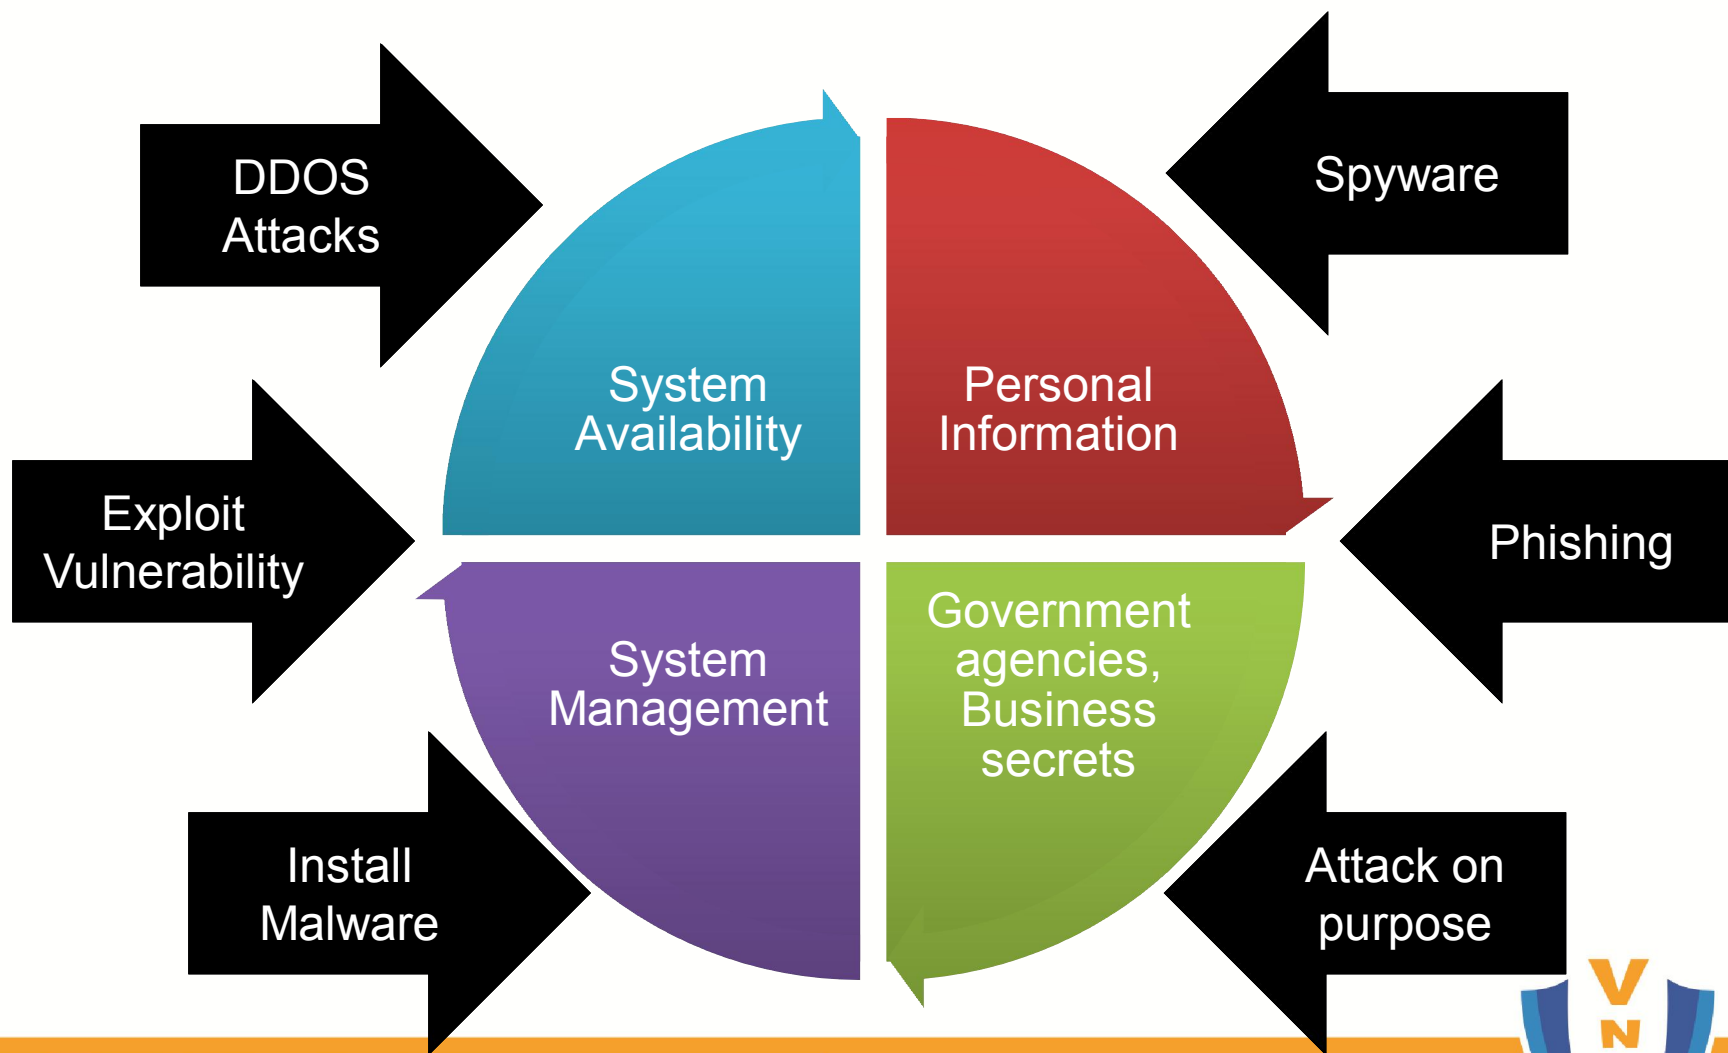 DDOS
Attacks
Spyware
System
Availability
Personal
Information
Exploit
Vulnerability
Phishing
System
Management
Government
agencies,
Business
secrets
Install
Malware
Attack on
purpose
V
N